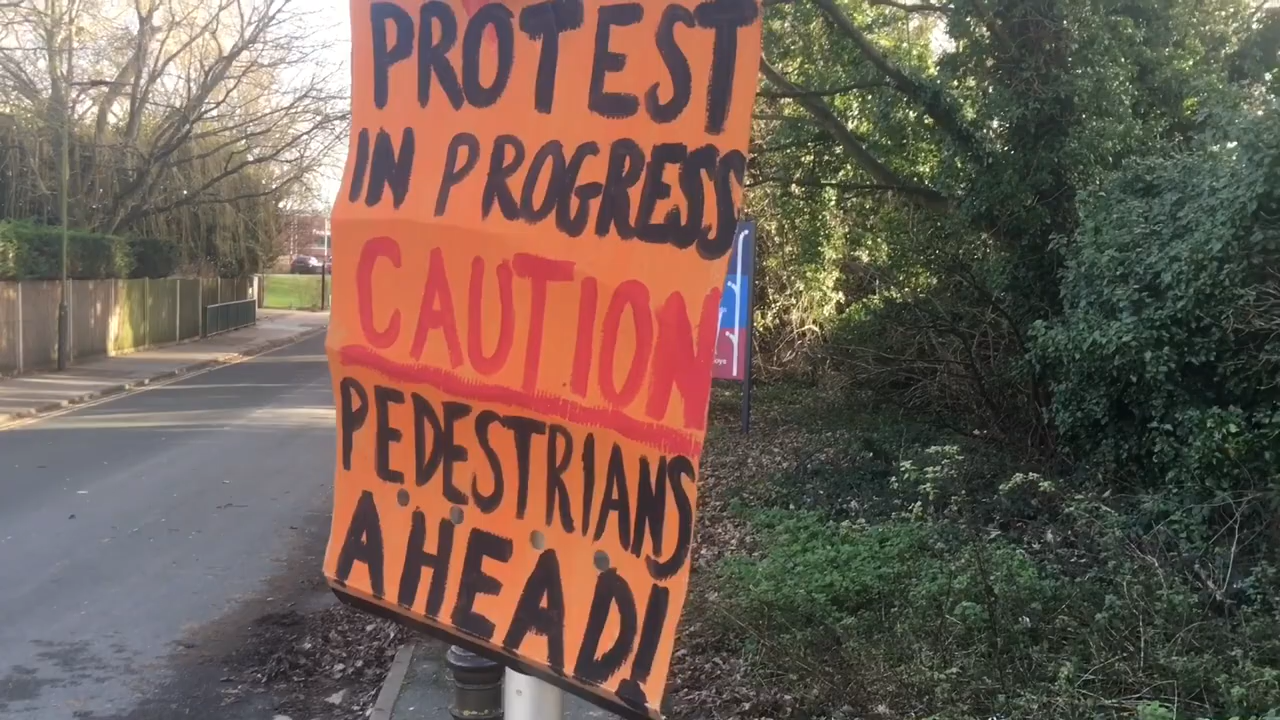 PROTEST
IN PROGRESS
CAUTION
PEDESTRIANS
AHEAD!